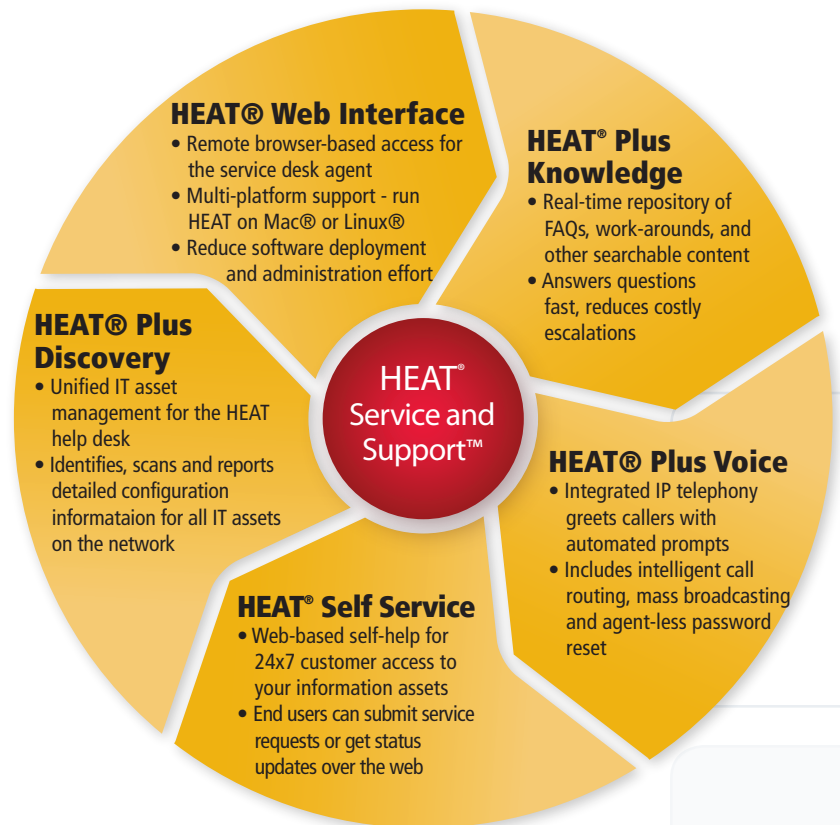 HEAT® Web Interface
• Remote browser-based access for
the service desk agent
• Multi-platform support - run
HEAT on Mac® or Linux®
• Reduce software deployment
and administration effort
HEAT® Plus
Knowledge
• Real-time repository of
FAQs, work-arounds, and
other searchable content
• Answers questions
fast, reduces costly
escalations
HEAT® Plus
Discovery
• Unified IT asset
management for the HEAT
help desk
• Identifies, scans and reports
detailed configuration
informataion for all IT assets
on the network
HEAT®
Service and
Support™
HEAT® Plus Voice
• Integrated IP telephony
greets callers with
automated prompts
• Includes intelligent call
routing, mass broadcasting
and agent-less password
reset
HEAT® Self Service
• Web-based self-help for
24x7 customer access to
your information assets
• End users can submit service
requests or get status
updates over the web